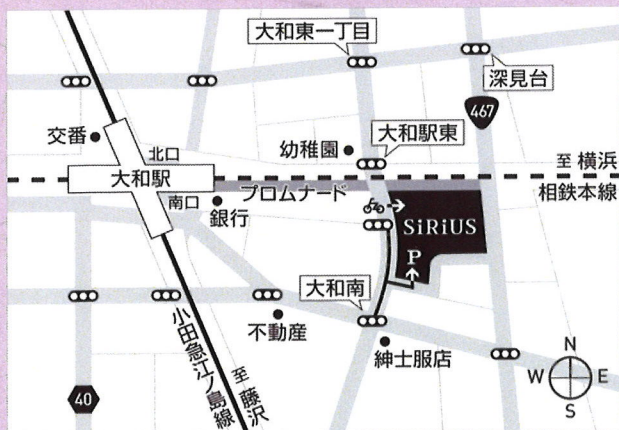 大和東一丁目
深見台
467
交番
北口
幼稚園
大和駅東
至 横浜
大和駅
プロムナード
相鉄本線
南口
銀行
SiRiUS
P
大和南
不動産
紳士服店
小田急江ノ島線
至 藤沢
40
N
W E
S